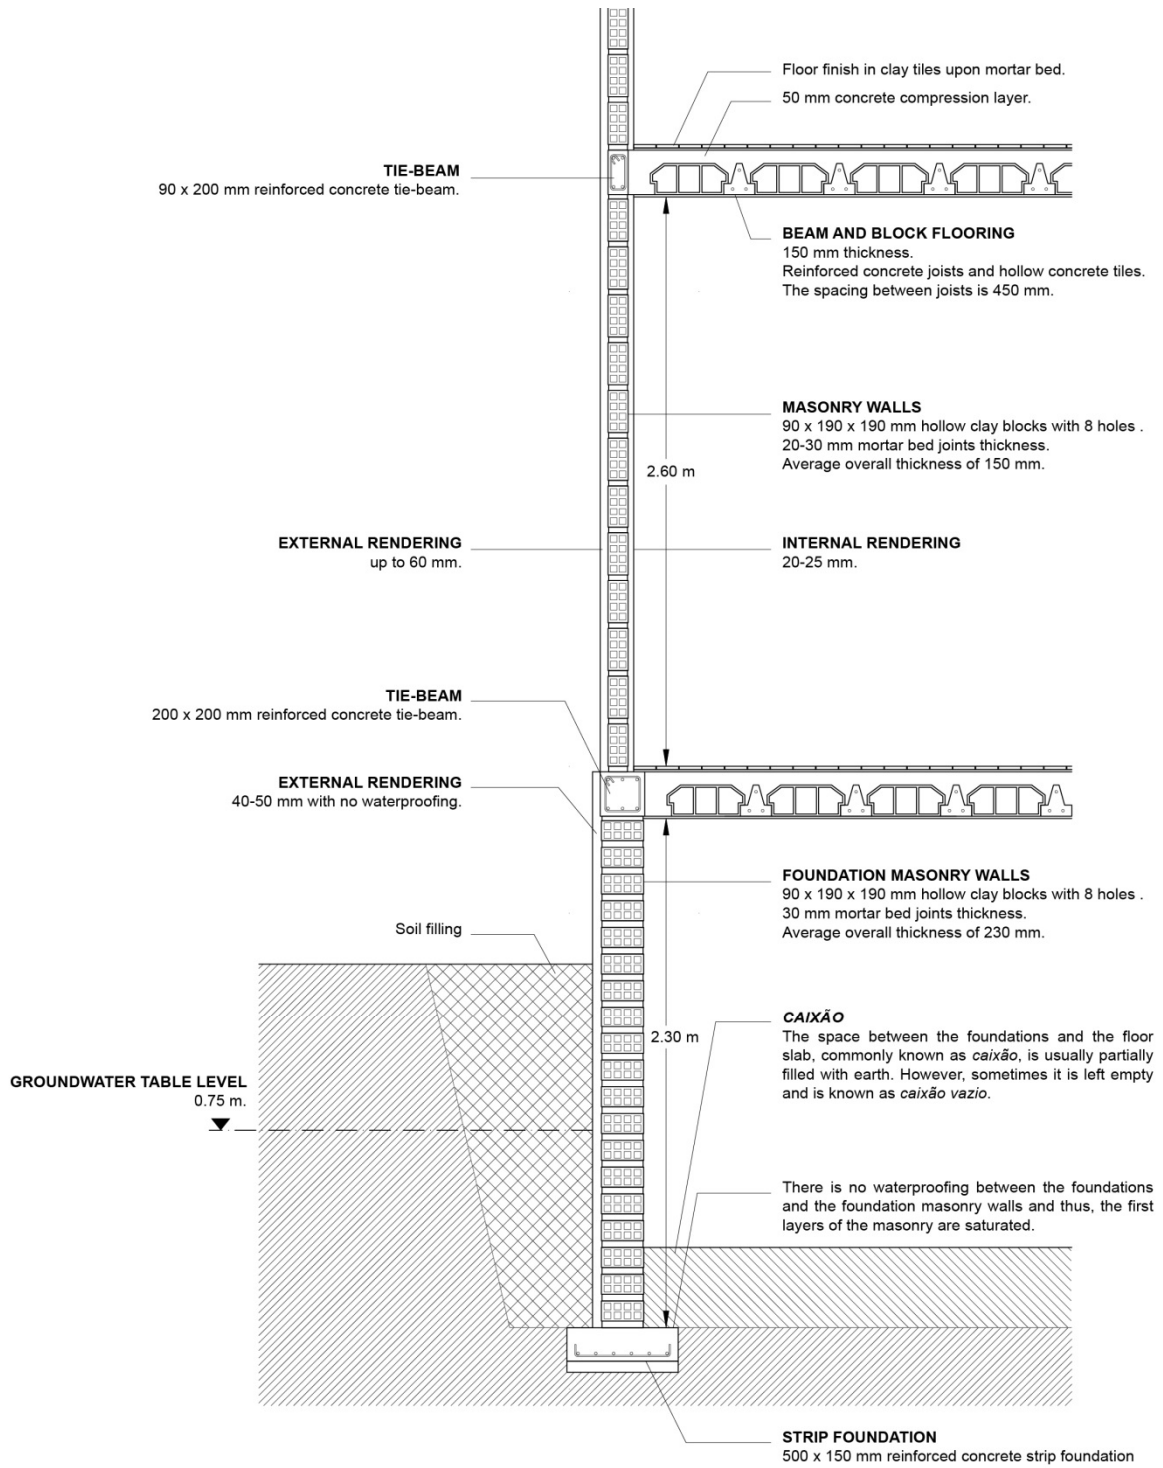 Floor finish in clay tiles upon mortar bed.
50 mm concrete compression layer.
TIE-BEAM
90 x 200 mm reinforced concrete tie-beam.
BEAM AND BLOCK FLOORING
150 mm thickness.
Reinforced concrete joists and hollow concrete tiles.
The spacing between joists is 450 mm.
MASONRY WALLS
90 x 190 x 190 mm hollow clay blocks with 8 holes .
20-30 mm mortar bed joints thickness.
Average overall thickness of 150 mm.
2.60 m
EXTERNAL RENDERING
up to 60 mm.
INTERNAL RENDERING
20-25 mm.
TIE-BEAM
200 x 200 mm reinforced concrete tie-beam.
EXTERNAL RENDERING
40-50 mm with no waterproofing.
FOUNDATION MASONRY WALLS
90 x 190 x 190 mm hollow clay blocks with 8 holes .
30 mm mortar bed joints thickness.
Average overall thickness of 230 mm.
Soil filling
CAIXÃO
The space between the foundations and the floor
slab, commonly known as caixão, is usually partially
filled with earth. However, sometimes it is left empty
and is known as caixão vazio.
2.30 m
GROUNDWATER TABLE LEVEL
0.75 m.
There is no waterproofing between the foundations
and the foundation masonry walls and thus, the first
layers of the masonry are saturated.
STRIP FOUNDATION
500 x 150 mm reinforced concrete strip foundation